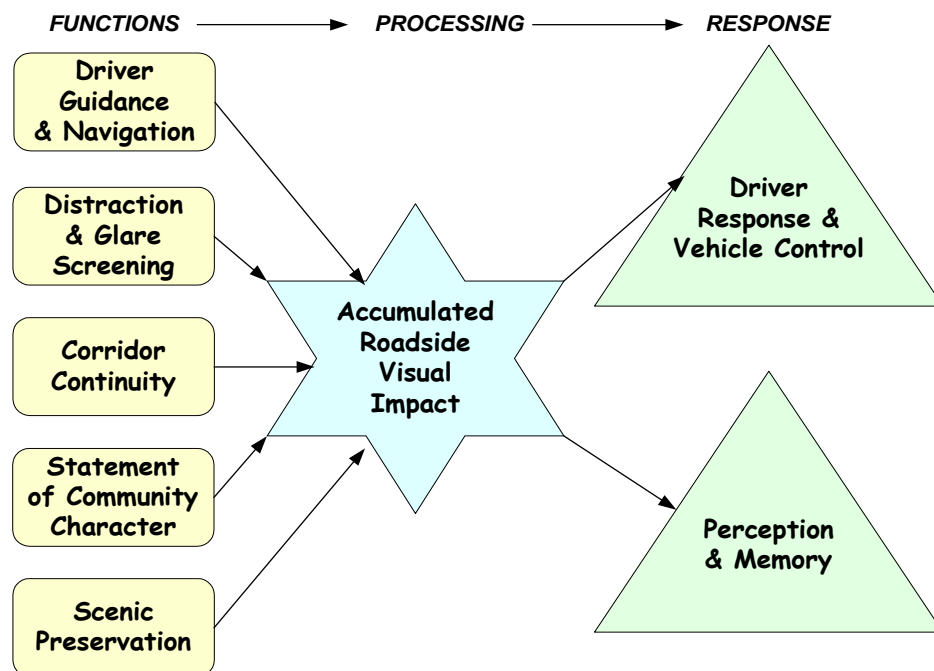 FUNCTIONS PROCESSING RESPONSE
Driver
Guidance
& Navigation
Distraction
& Glare
Screening
Corridor
Continuity
Statement
of Community
Character
Scenic
Preservation
Accumulated
Roadside
Visual
Impact
Driver
Response &
Vehicle Control
Perception
& Memory